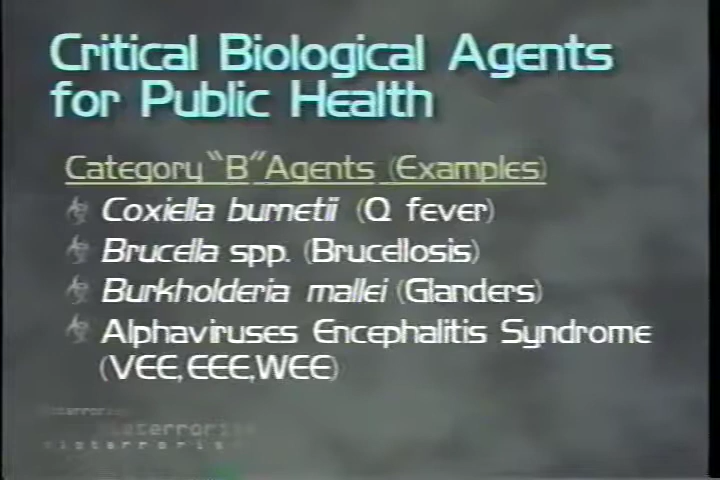 Critical Biological Agents
for Public Health
Category "B" Agents (Examples)
Coxiella burnetii (Q fever)
Brucella spp. (Brucellosis)
Burkholderia mallei (Glanders)
Alphaviruses Encephalitis Syndrome
(VEE, EEE, WEE)
bioterrorism